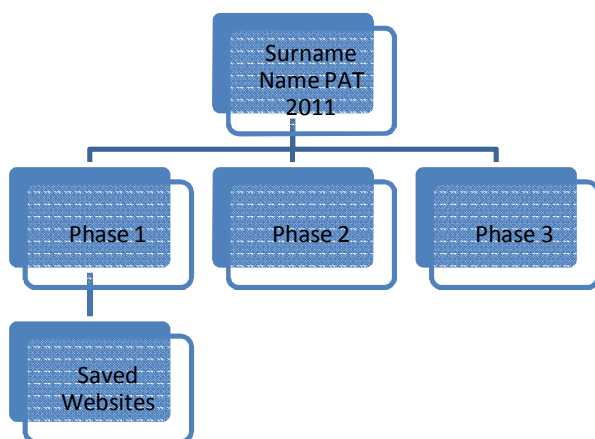 Surname
Name PAT
2011
Phase 1
Phase 2
Phase 3
Saved
Websites